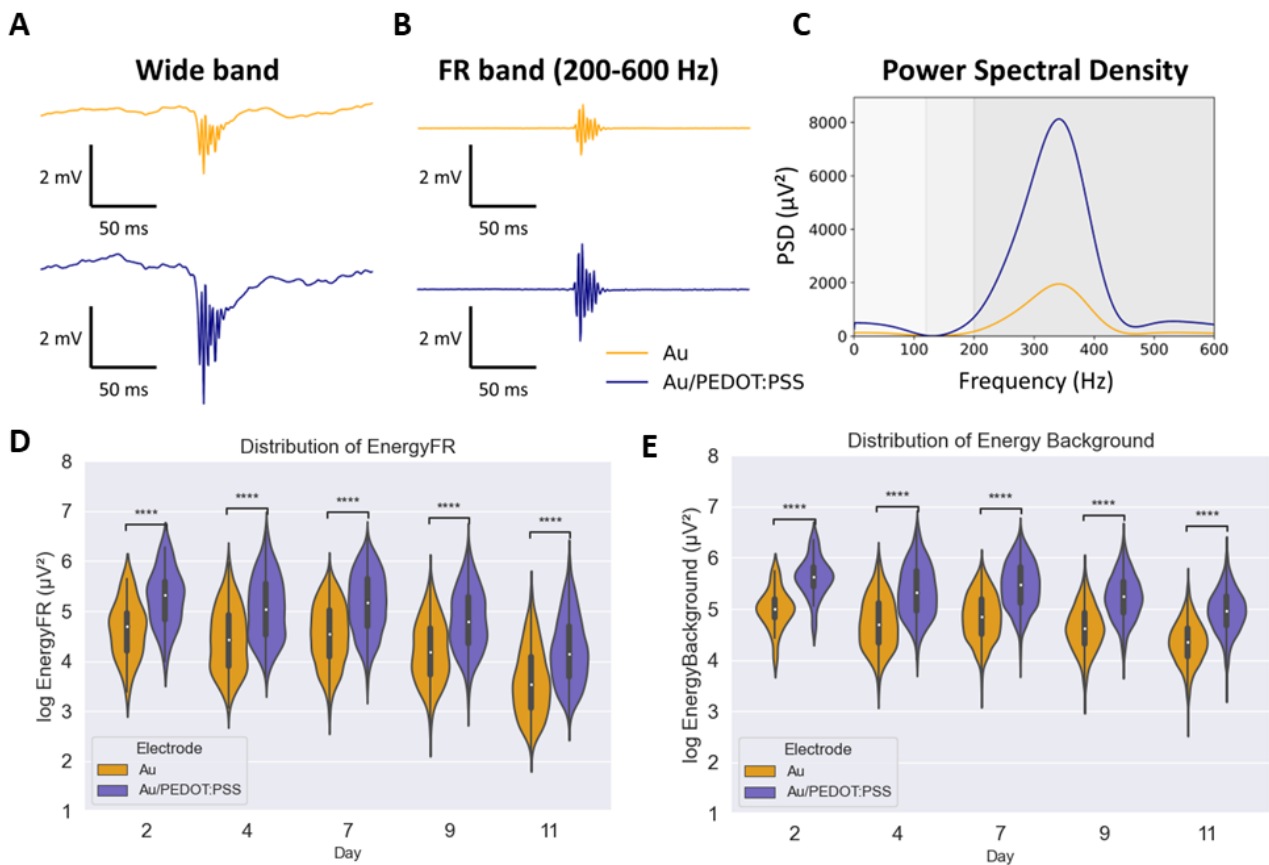 A
Wide band
2 mV
50 ms
2 mV
50 ms
B
FR band (200-600 Hz)
2 mV
50 ms
2 mV
50 ms
Au
Au/PEDOT:PSS
C
Power Spectral Density
PSD (µV²)
8000
6000
4000
2000
0
0 100 200 300 400 500 600
Frequency (Hz)
D
Distribution of EnergyFR
log EnergyFR (µV²)
8
7
6
5
4
3
2
1
**** **** **** **** ****
Electrode
Au
Au/PEDOT:PSS
2 4 7 9 11
Day
E
Distribution of Energy Background
log EnergyBackground (µV²)
8
7
6
5
4
3
2
1
**** **** **** **** ****
Electrode
Au
Au/PEDOT:PSS
2 4 7 9 11
Day